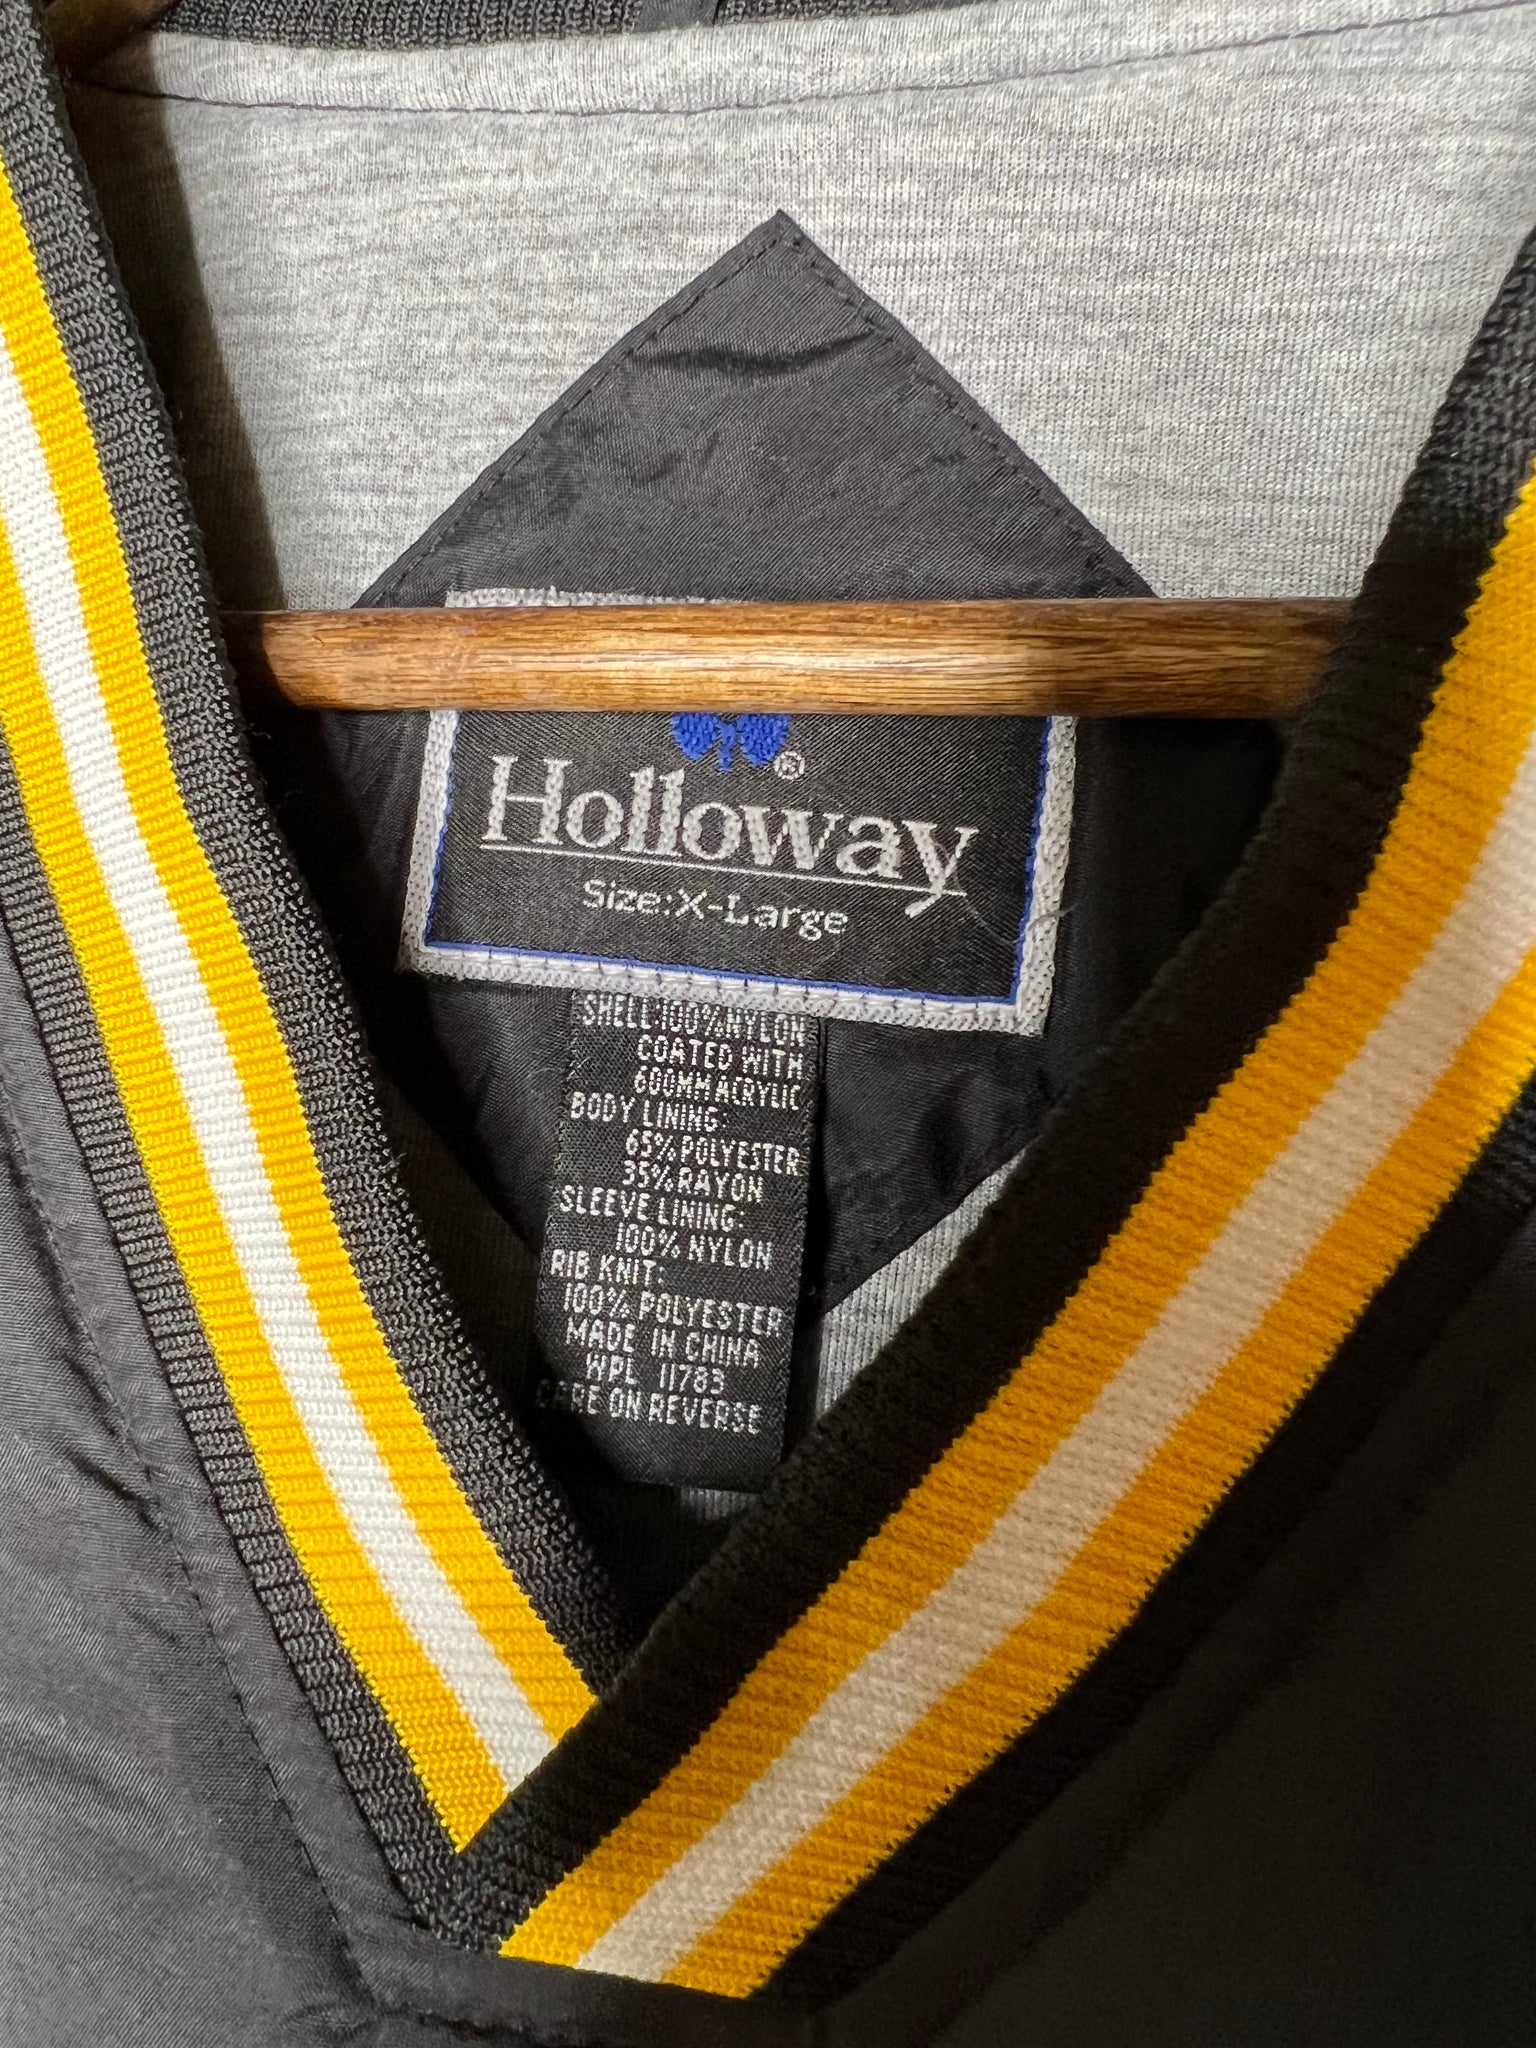 ®
Holloway
Size:X-Large
SHELL:100%NYLON
COATED WITH
600MM ACRYLIC
BODY LINING:
65%POLYESTER
35%RAYON
SLEEVE LINING:
100% NYLON
RIB KNIT:
100% POLYESTER
MADE IN CHINA
WPL 11783
CARE ON REVERSE